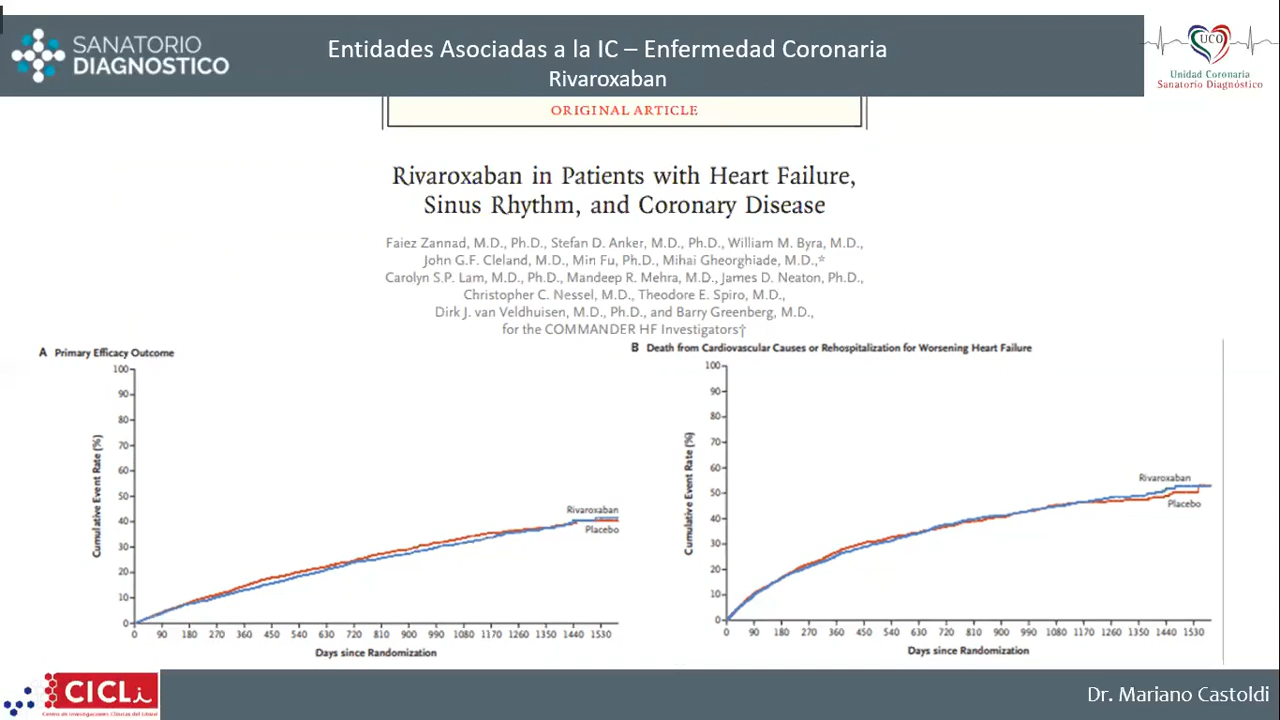 SANATORIO
DIAGNOSTICO
Entidades Asociadas a la IC – Enfermedad Coronaria
Rivaroxaban
UCO
Unidad Coronaria
Sanatorio Diagnóstico
ORIGINAL ARTICLE
Rivaroxaban in Patients with Heart Failure,
Sinus Rhythm, and Coronary Disease
Faiez Zannad, M.D., Ph.D., Stefan D. Anker, M.D., Ph.D., William M. Byra, M.D.,
John G.F. Cleland, M.D., Min Fu, Ph.D., Mihai Gheorghiade, M.D.,*
Carolyn S.P. Lam, M.D., Ph.D., Mandeep R. Mehra, M.D., James D. Neaton, Ph.D.,
Christopher C. Nessel, M.D., Theodore E. Spiro, M.D.,
Dirk J. van Veldhuisen, M.D., Ph.D., and Barry Greenberg, M.D.,
for the COMMANDER HF Investigators†
A Primary Efficacy Outcome
Cumulative Event Rate (%)
100
90
80
70
60
50
40
30
20
10
0
Rivaroxaban
Placebo
0 90 180 270 360 450 540 630 720 810 900 990 1080 1170 1260 1350 1440 1530
Days since Randomization
B Death from Cardiovascular Causes or Rehospitalization for Worsening Heart Failure
Cumulative Event Rate (%)
100
90
80
70
60
50
40
30
20
10
0
Rivaroxaban
Placebo
0 90 180 270 360 450 540 630 720 810 900 990 1080 1170 1260 1350 1440 1530
Days since Randomization
CICLi
Centro de Investigaciones Clínicas del Litoral
Dr. Mariano Castoldi